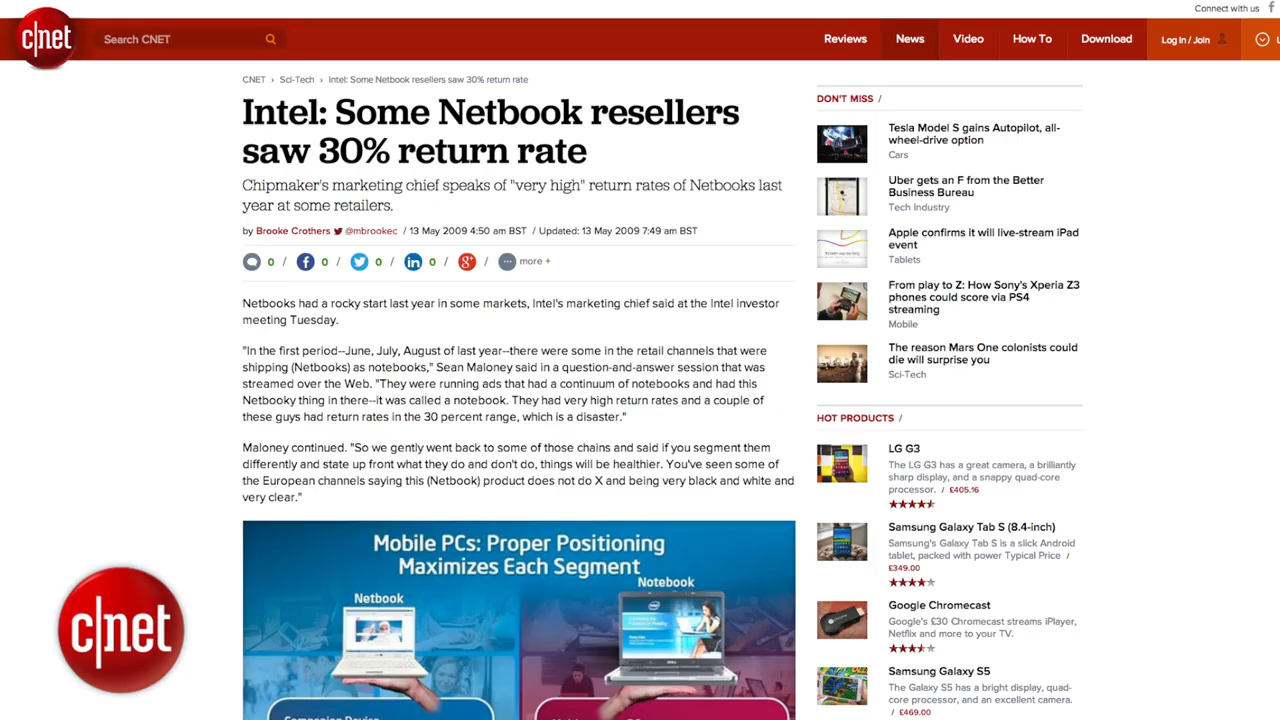 Connect with us
c|net
Search CNET
Reviews
News
Video
How To
Download
Log In / Join
CNET › Sci-Tech › Intel: Some Netbook resellers saw 30% return rate
Intel: Some Netbook resellers
saw 30% return rate
Chipmaker's marketing chief speaks of "very high" return rates of Netbooks last
year at some retailers.
by Brooke Crothers @mbrookec / 13 May 2009 4:50 am BST / Updated: 13 May 2009 7:49 am BST
0 / f 0 / 0 / in 0 / g+ / more +
Netbooks had a rocky start last year in some markets, Intel's marketing chief said at the Intel investor
meeting Tuesday.
"In the first period--June, July, August of last year--there were some in the retail channels that were
shipping (Netbooks) as notebooks," Sean Maloney said in a question-and-answer session that was
streamed over the Web. "They were running ads that had a continuum of notebooks and had this
Netbooky thing in there--it was called a notebook. They had very high return rates and a couple of
these guys had return rates in the 30 percent range, which is a disaster."
Maloney continued. "So we gently went back to some of those chains and said if you segment them
differently and state up front what they do and don't do, things will be healthier. You've seen some of
the European channels saying this (Netbook) product does not do X and being very black and white and
very clear."
Mobile PCs: Proper Positioning
Maximizes Each Segment
Netbook
Notebook
c|net
DON'T MISS /
Tesla Model S gains Autopilot, all-
wheel-drive option
Cars
Uber gets an F from the Better
Business Bureau
Tech Industry
Apple confirms it will live-stream iPad
event
Tablets
From play to Z: How Sony's Xperia Z3
phones could score via PS4
streaming
Mobile
The reason Mars One colonists could
die will surprise you
Sci-Tech
HOT PRODUCTS /
LG G3
The LG G3 has a great camera, a brilliantly
sharp display, and a snappy quad-core
processor. / £405.16
Samsung Galaxy Tab S (8.4-inch)
Samsung's Galaxy Tab S is a slick Android
tablet, packed with power Typical Price /
£349.00
Google Chromecast
Google's £30 Chromecast streams iPlayer,
Netflix and more to your TV.
Samsung Galaxy S5
The Galaxy S5 has a bright display, quad-
core processor, and an excellent camera.
/ £469.00